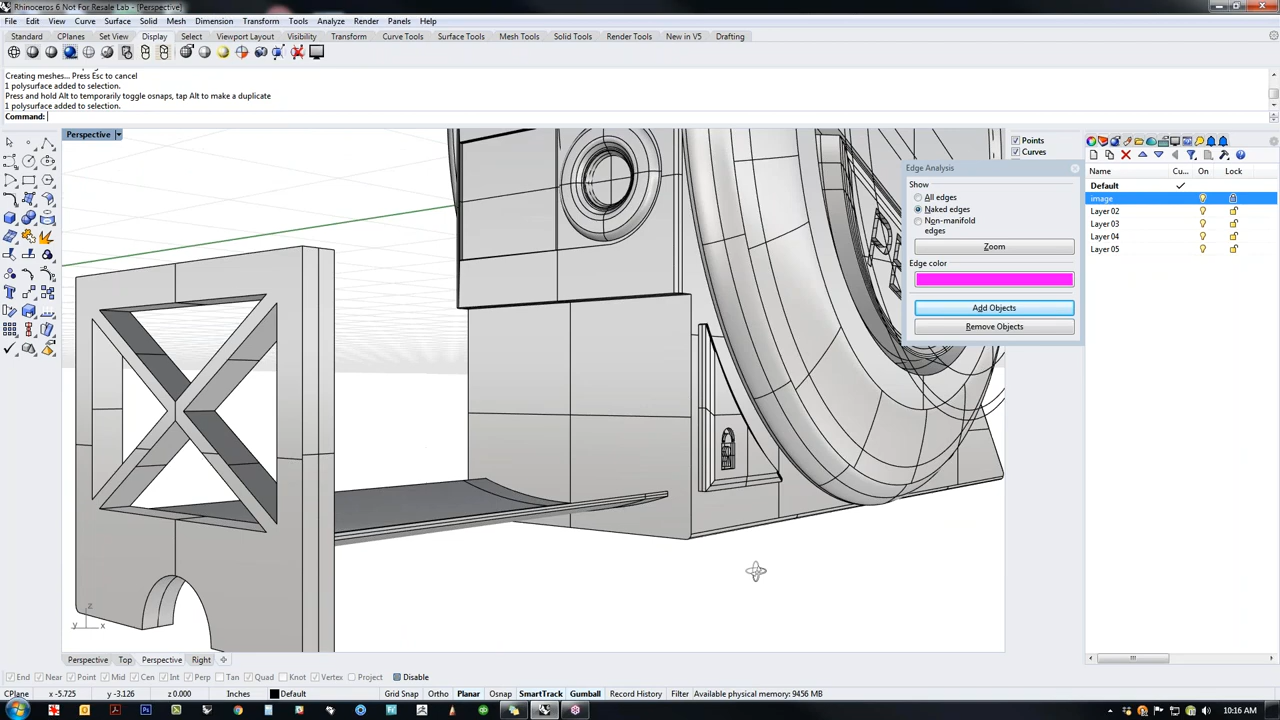 Rhinoceros 6 Not For Resale Lab - [Perspective]
File Edit View Curve Surface Solid Mesh Dimension Transform Tools Analyze Render Panels Help
Standard CPlanes Set View Display Select Viewport Layout Visibility Transform Curve Tools Surface Tools Mesh Tools Solid Tools Render Tools New in V5 Drafting
Creating meshes... Press Esc to cancel
1 polysurface added to selection.
Press and hold Alt to temporarily toggle osnaps, tap Alt to make a duplicate
1 polysurface added to selection.
Command:
Perspective
Points
Curves
Edge Analysis
Show
All edges
Naked edges
Non-manifold
edges
Zoom
Edge color
Add Objects
Remove Objects
Name Cu... On Lock
Default
image
Layer 02
Layer 03
Layer 04
Layer 05
z
y x
Perspective Top Perspective Right
End Near Point Mid Cen Int Perp Tan Quad Knot Vertex Project Disable
CPlane x -5.725 y -3.126 z 0.000 Inches Default Grid Snap Ortho Planar Osnap SmartTrack Gumball Record History Filter Available physical memory: 9456 MB
10:16 AM